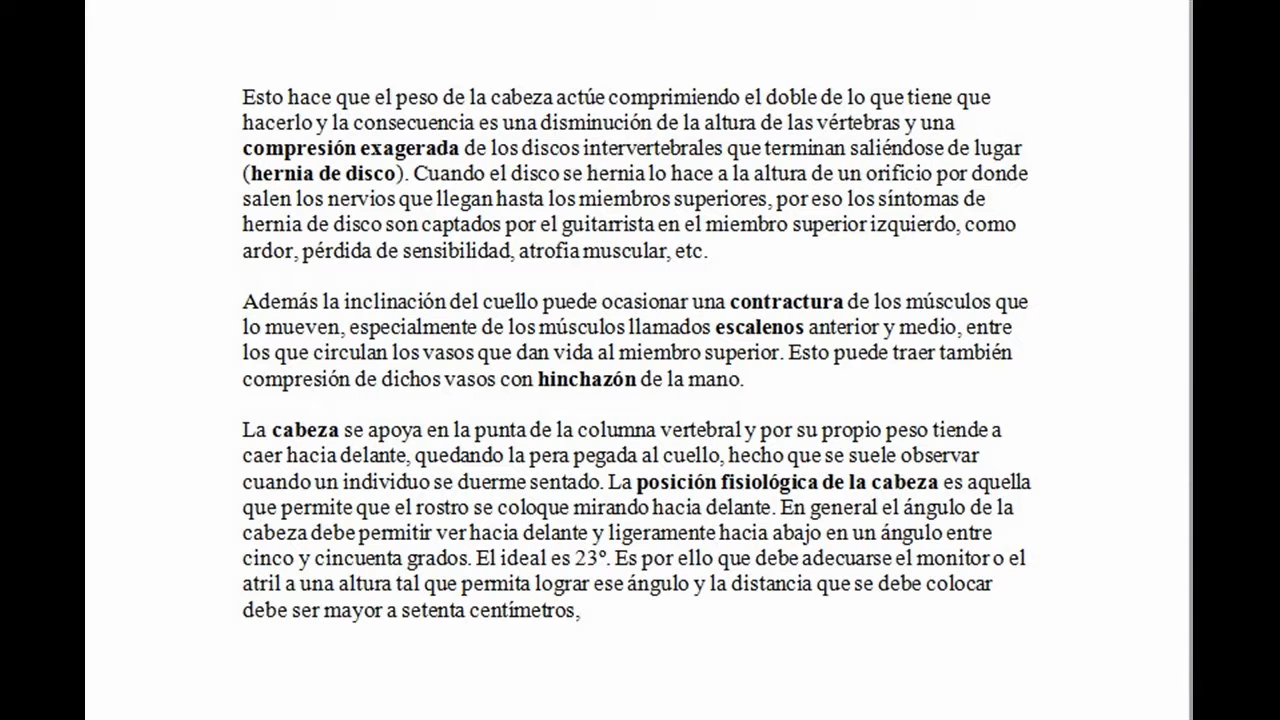 Esto hace que el peso de la cabeza actúe comprimiendo el doble de lo que tiene que
hacerlo y la consecuencia es una disminución de la altura de las vértebras y una
compresión exagerada de los discos intervertebrales que terminan saliéndose de lugar
(hernia de disco). Cuando el disco se hernia lo hace a la altura de un orificio por donde
salen los nervios que llegan hasta los miembros superiores, por eso los síntomas de
hernia de disco son captados por el guitarrista en el miembro superior izquierdo, como
ardor, pérdida de sensibilidad, atrofia muscular, etc.
Además la inclinación del cuello puede ocasionar una contractura de los músculos que
lo mueven, especialmente de los músculos llamados escalenos anterior y medio, entre
los que circulan los vasos que dan vida al miembro superior. Esto puede traer también
compresión de dichos vasos con hinchazón de la mano.
La cabeza se apoya en la punta de la columna vertebral y por su propio peso tiende a
caer hacia delante, quedando la pera pegada al cuello, hecho que se suele observar
cuando un individuo se duerme sentado. La posición fisiológica de la cabeza es aquella
que permite que el rostro se coloque mirando hacia delante. En general el ángulo de la
cabeza debe permitir ver hacia delante y ligeramente hacia abajo en un ángulo entre
cinco y cincuenta grados. El ideal es 23°. Es por ello que debe adecuarse el monitor o el
atril a una altura tal que permita lograr ese ángulo y la distancia que se debe colocar
debe ser mayor a setenta centímetros,